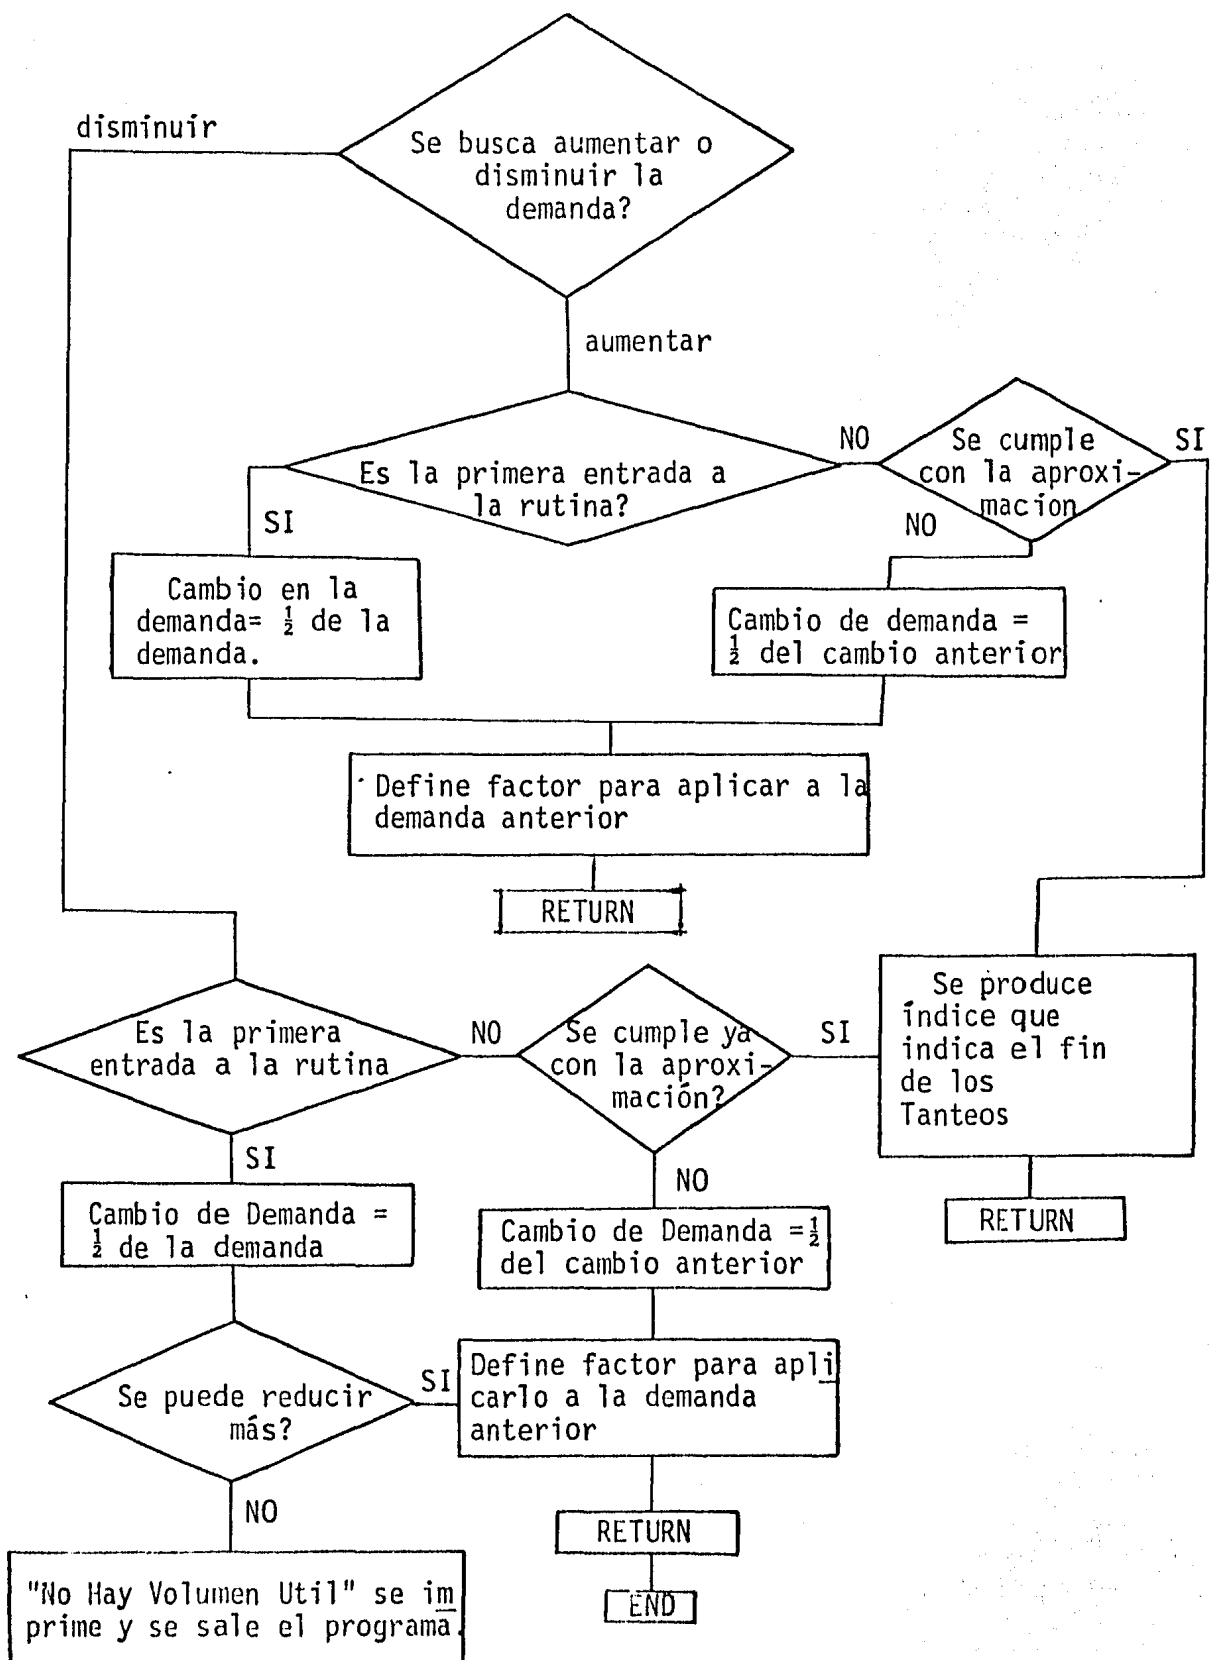 disminuir
Se busca aumentar o
disminuir la
demanda?
aumentar
Es la primera entrada a
la rutina?
NO
Se cumple
con la aproxi-
macion
SI
SI
NO
Cambio en la
demanda= ½ de la
demanda.
Cambio de demanda =
½ del cambio anterior
Define factor para aplicar a la
demanda anterior
RETURN
Es la primera
entrada a la rutina
NO
Se cumple ya
con la aproxi-
mación?
SI
Se produce
índice que
indica el fin
de los
Tanteos
SI
NO
RETURN
Cambio de Demanda =
½ de la demanda
Cambio de Demanda =½
del cambio anterior
Se puede reducir
más?
SI
Define factor para apli
carlo a la demanda
anterior
NO
RETURN
END
"No Hay Volumen Util" se im
prime y se sale el programa.